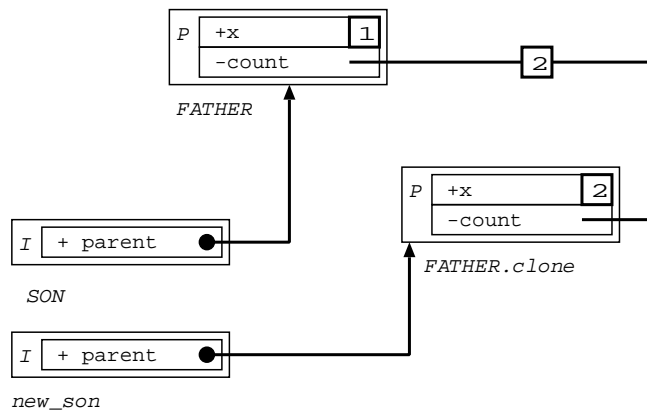 P +x 1
-count 2
FATHER
P +x 2
-count
I + parent
FATHER.clone
SON
I + parent
new_son